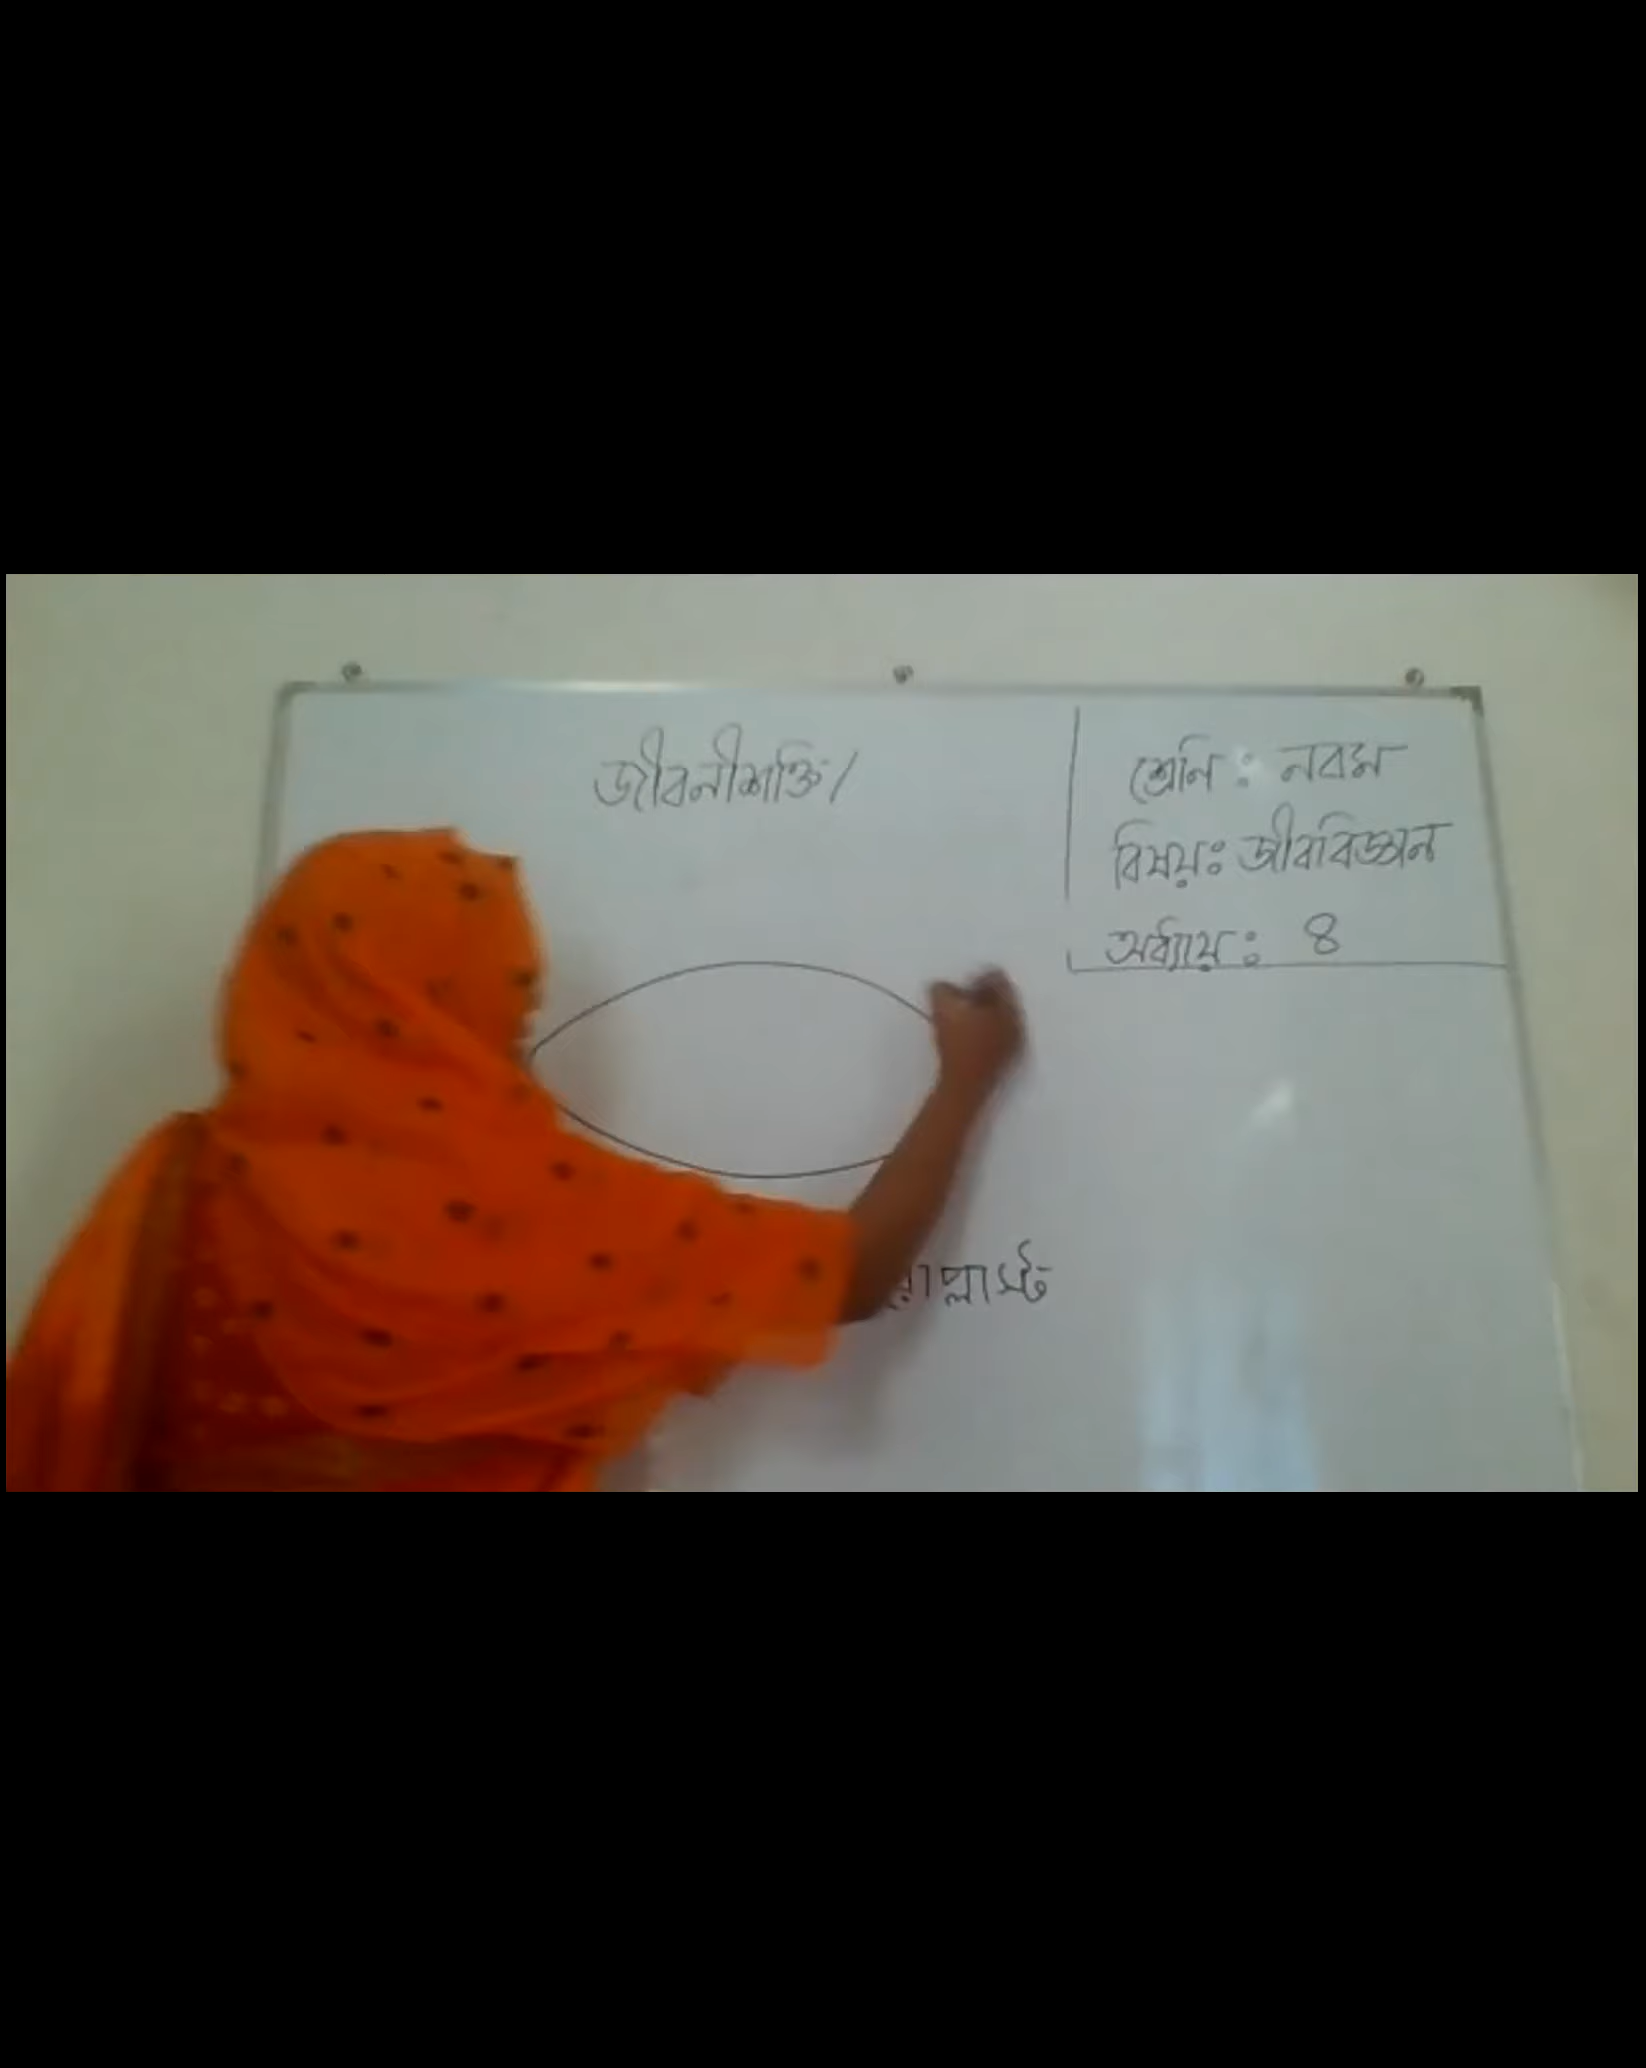 জীবনীশক্তি/
শ্রেনি : নবম
বিষয়ঃ জীববিজ্ঞান
অধ্যায় : ৪
রোপ্লাস্ট